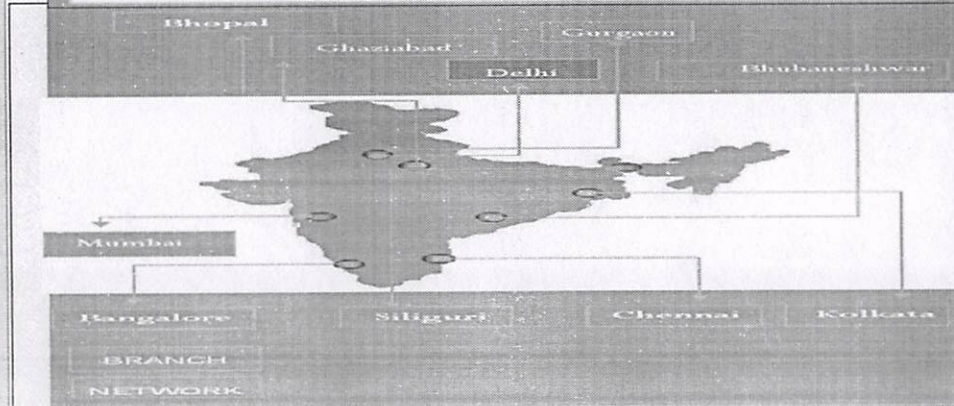 Bhopal
Gurgaon
Ghaziabad
Delhi
Bhubaneshwar
Mumbai
Bangalore
Siliguri
Chennai
Kolkata
BRANCH
NETWORK